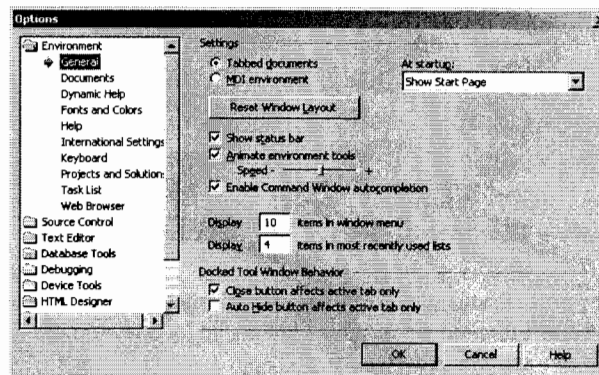 Options
Environment
General
Documents
Dynamic Help
Fonts and Colors
Help
International Settings
Keyboard
Projects and Solution
Task List
Web Browser
Source Control
Text Editor
Database Tools
Debugging
Device Tools
HTML Designer
Settings
Tabbed documents
MDI environment
At startup:
Show Start Page
Reset Window Layout
Show status bar
Animate environment tools
Speed - +
Enable Command Window autocompletion
Display 10 items in window menu
Display 4 items in most recently used lists
Docked Tool Window Behavior
Close button affects active tab only
Auto Hide button affects active tab only
OK Cancel Help